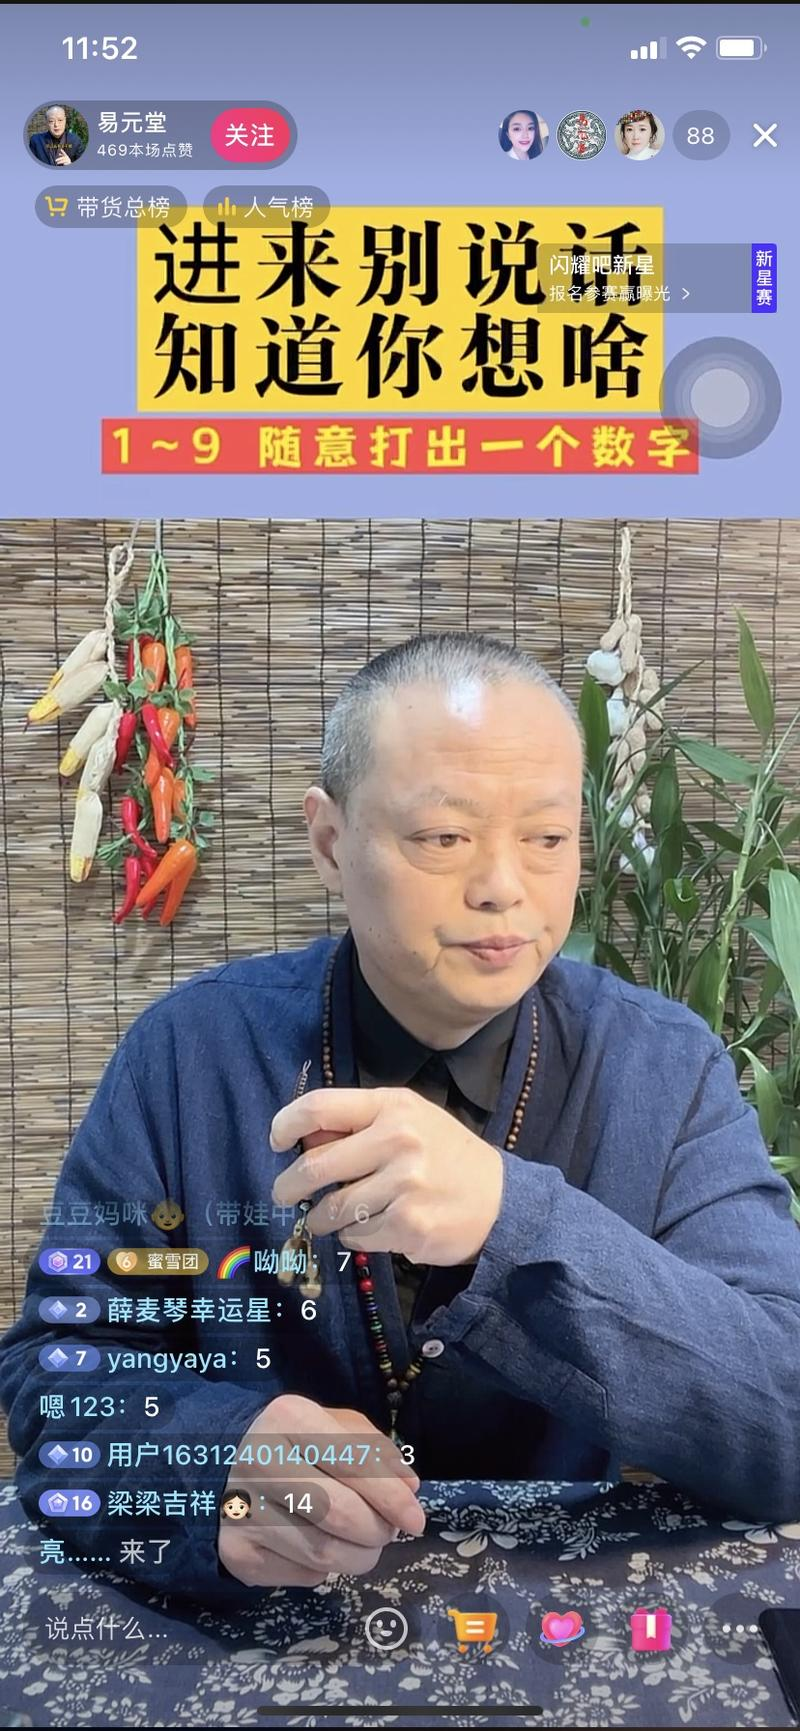 11:52
易元堂
469本场点赞
关注
88
带货总榜
人气榜
进来别说话
知道你想啥
闪耀吧新星
报名参赛赢曝光 >
新星赛
1~9 随意打出一个数字
豆豆妈咪👶（带娃中）：6
21 6 蜜雪团 🌈呦呦：7
2 薛麦琴幸运星：6
7 yangyaya：5
嗯123：5
10 用户1631240140447：3
16 梁梁吉祥👧🏻：14
亮…… 来了
说点什么...